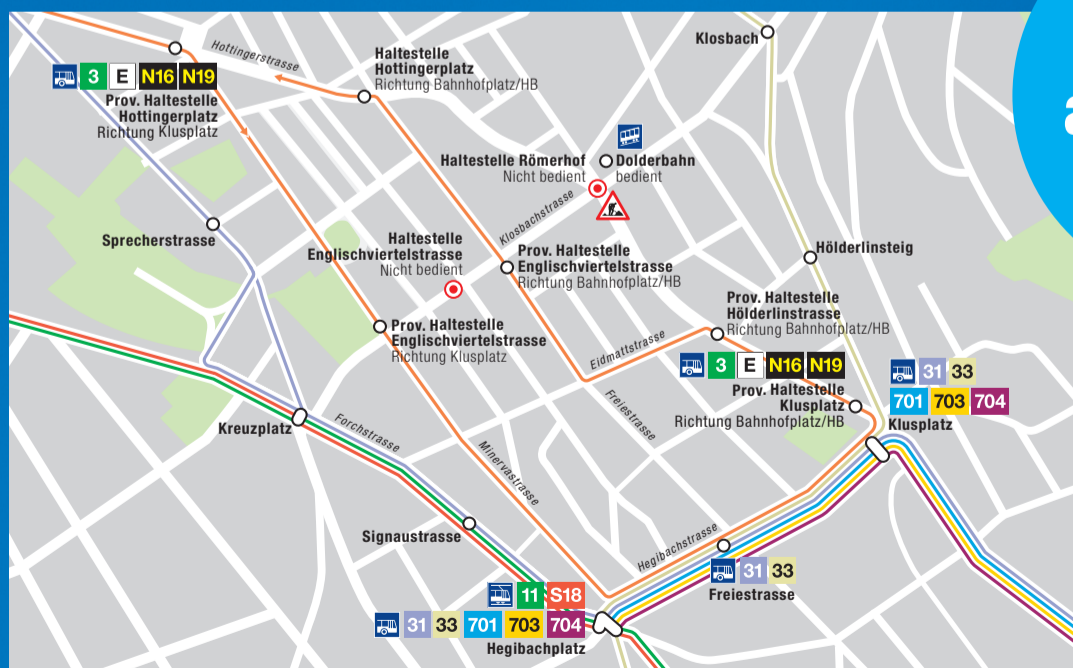 Hottingerstrasse
3 E N16 N19
Prov. Haltestelle
Hottingerplatz
Richtung Klusplatz
Haltestelle
Hottingerplatz
Richtung Bahnhofplatz/HB
Klosbach
a
Haltestelle Römerhof
Nicht bedient
Dolderbahn
bedient
Klosbachstrasse
Sprecherstrasse
Haltestelle
Englischviertelstrasse
Nicht bedient
Prov. Haltestelle
Englischviertelstrasse
Richtung Bahnhofplatz/HB
Hölderlinsteig
Prov. Haltestelle
Hölderlinstrasse
Richtung Bahnhofplatz/HB
Prov. Haltestelle
Englischviertelstrasse
Richtung Klusplatz
Eidmattstrasse
3 E N16 N19
Prov. Haltestelle
Klusplatz
Richtung Bahnhofplatz/HB
31 33
701 703 704
Klusplatz
Freiestrasse
Kreuzplatz
Forchstrasse
Minervastrasse
Signaustrasse
Hegibachstrasse
31 33
Freiestrasse
11 S18
31 33 701 703 704
Hegibachplatz